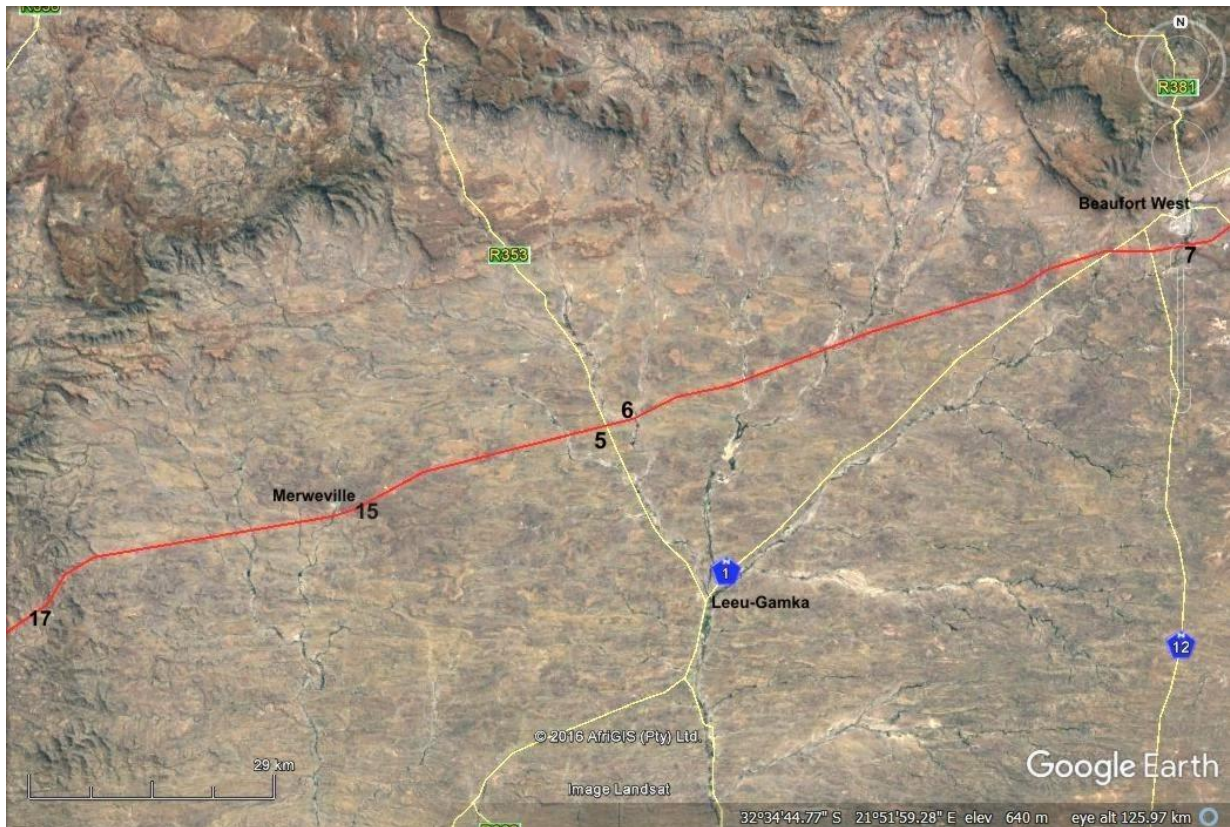 N
R381
Beaufort West
R353
7
6
5
Merweville
15
1
Leeu-Gamka
17
12
© 2016 AfriGIS (Pty) Ltd.
29 km
Google Earth
Image Landsat
32°34'44.77" S 21°51'59.28" E elev 640 m eye alt 125.97 km